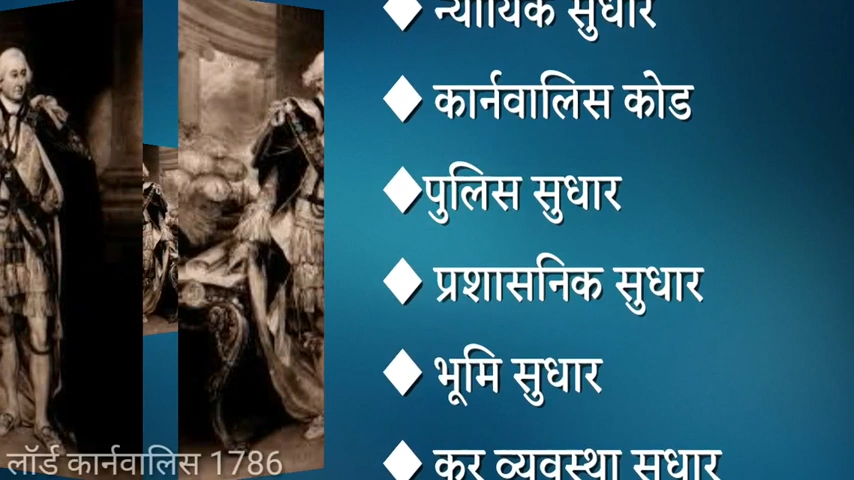 ◆ न्यायिक सुधार
◆ कार्नवालिस कोड
◆पुलिस सुधार
◆ प्रशासनिक सुधार
◆ भूमि सुधार
◆ कर व्यवस्था सुधार
लॉर्ड कार्नवालिस 1786